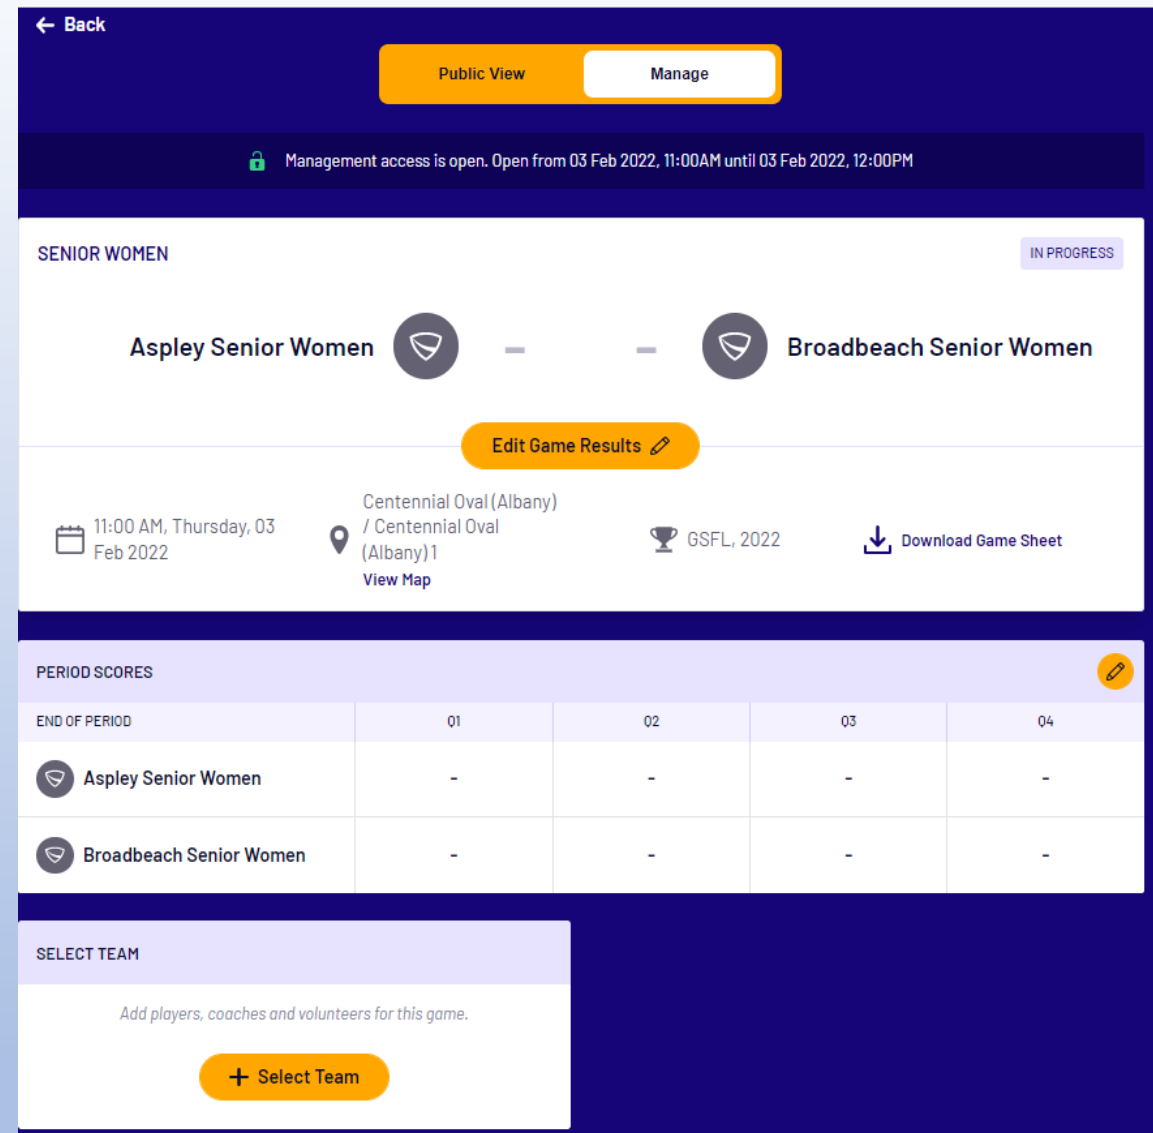 Back
Public View Manage
Management access is open. Open from 03 Feb 2022, 11:00AM until 03 Feb 2022, 12:00PM
SENIOR WOMEN IN PROGRESS
Aspley Senior Women - - Broadbeach Senior Women
Edit Game Results
11:00 AM, Thursday, 03
Feb 2022
Centennial Oval (Albany)
/ Centennial Oval
(Albany) 1
View Map
GSFL, 2022
Download Game Sheet
PERIOD SCORES
END OF PERIOD Q1 Q2 Q3 Q4
Aspley Senior Women - - - -
Broadbeach Senior Women - - - -
SELECT TEAM
Add players, coaches and volunteers for this game.
+ Select Team